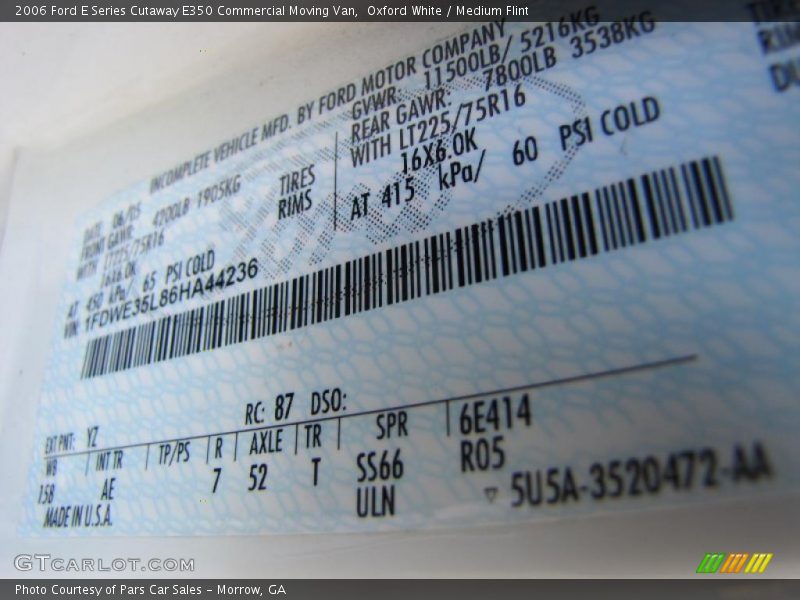 2006 Ford E Series Cutaway E350 Commercial Moving Van, Oxford White / Medium Flint
INCOMPLETE VEHICLE MFD. BY FORD MOTOR COMPANY
DATE: 06/05
GVWR: 11500LB/ 5216KG
FRONT GAWR: 4200LB 1905KG
REAR GAWR: 7800LB 3538KG
WITH LT225/75R16
TIRES
WITH LT225/75R16
16X6.0K
RIMS
16X6.0K
AT 450 kPa/ 65 PSI COLD
AT 415 kPa/ 60 PSI COLD
VIN: 1FDWE35L86HA44236
EXT PNT: YZ
RC: 87 DSO:
WB INT TR TP/PS R AXLE TR SPR
158 AE 7 52 T SS66
ULN
6E414
R05
MADE IN U.S.A.
▽ 5U5A-3520472-AA
GTCARLOT.COM
Photo Courtesy of Pars Car Sales - Morrow, GA